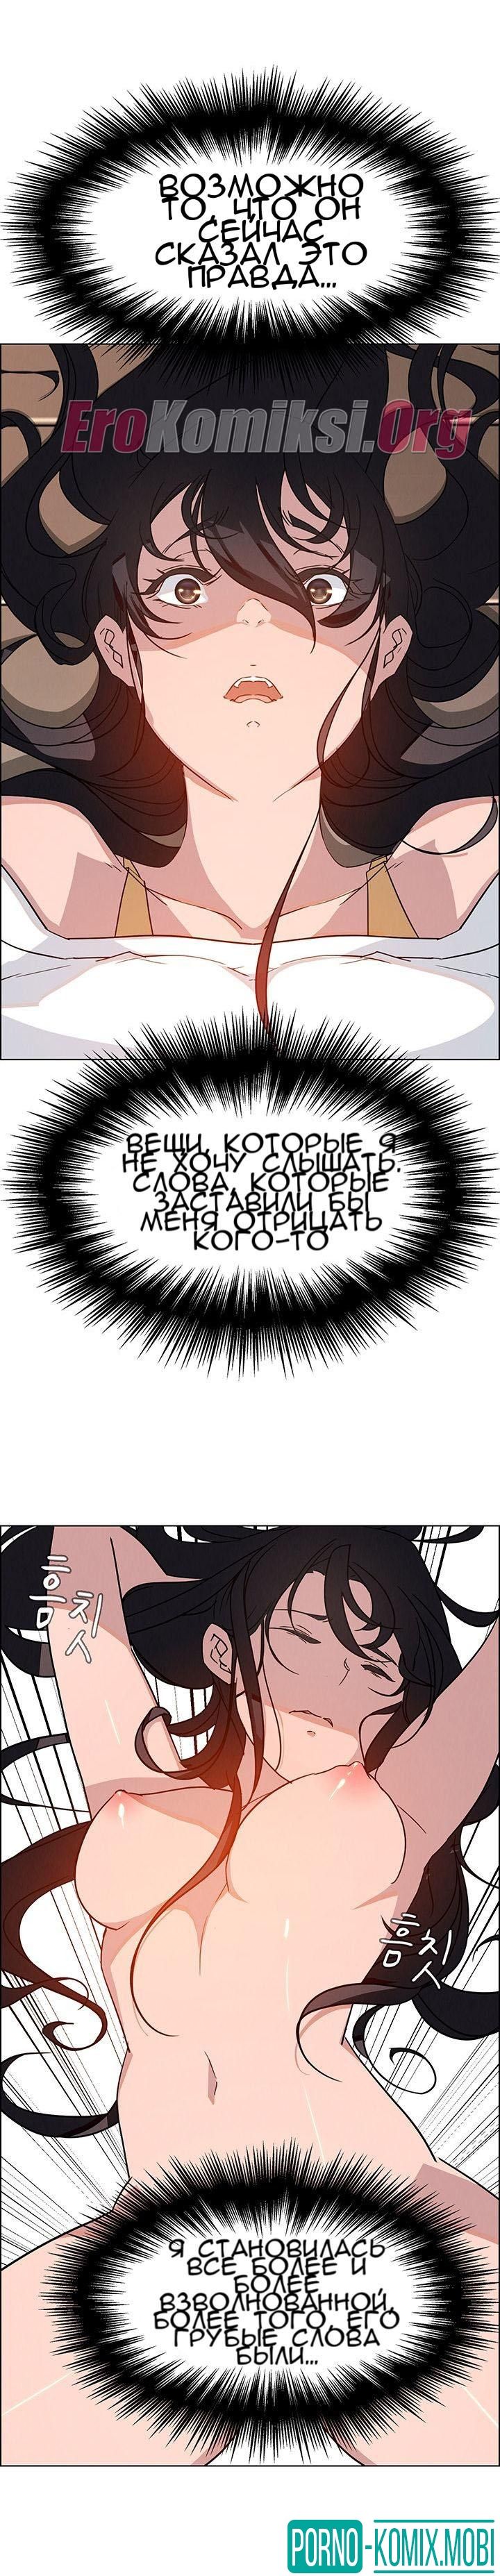 ВОЗМОЖНО
ТО, ЧТО ОН
СЕЙЧАС
СКАЗАЛ ЭТО
ПРАВДА...
EroKomiksi.Org
ВЕЩИ, КОТОРЫЕ Я
НЕ ХОЧУ СЛЫШАТЬ.
СЛОВА, КОТОРЫЕ
ЗАСТАВИЛИ БЫ
МЕНЯ ОТРИЦАТЬ
КОГО-ТО
흠칫
흠칫
Я СТАНОВИЛАСЬ
ВСЕ БОЛЕЕ И
БОЛЕЕ
ВЗВОЛНОВАННОЙ,
БОЛЕЕ ТОГО, ЕГО
ГРУБЫЕ СЛОВА
БЫЛИ...
PORNO-KOMIX.MOBI